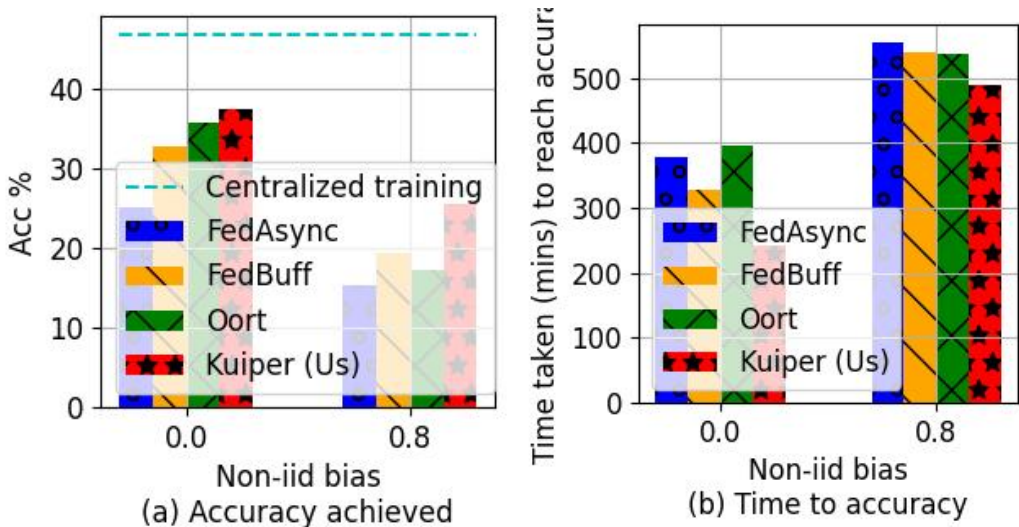 Acc %
40
30
20
10
0
Centralized training
FedAsync
FedBuff
Oort
Kuiper (Us)
0.0
0.8
Non-iid bias
(a) Accuracy achieved
Time taken (mins) to reach
500
400
300
200
100
0
FedAsync
FedBuff
Oort
Kuiper (Us)
0.0
0.8
Non-iid bias
(b) Time to accuracy